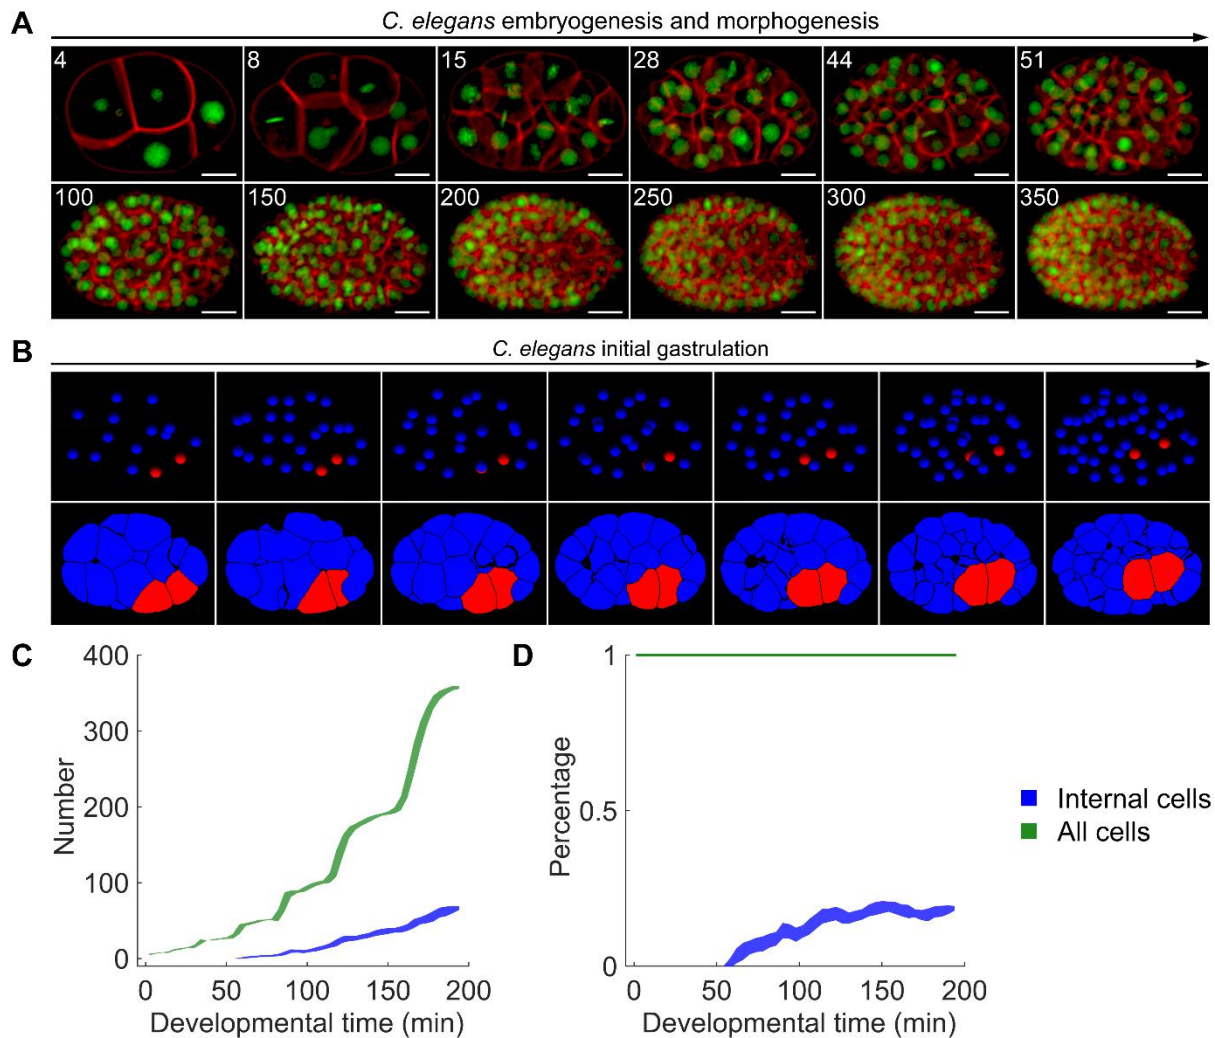 A
C. elegans embryogenesis and morphogenesis
4 8 15 28 44 51
100 150 200 250 300 350
B
C. elegans initial gastrulation
C
400
300
200
100
0
Number
0 50 100 150 200
Developmental time (min)
D
1
0.5
0
Percentage
0 50 100 150 200
Developmental time (min)
Internal cells
All cells